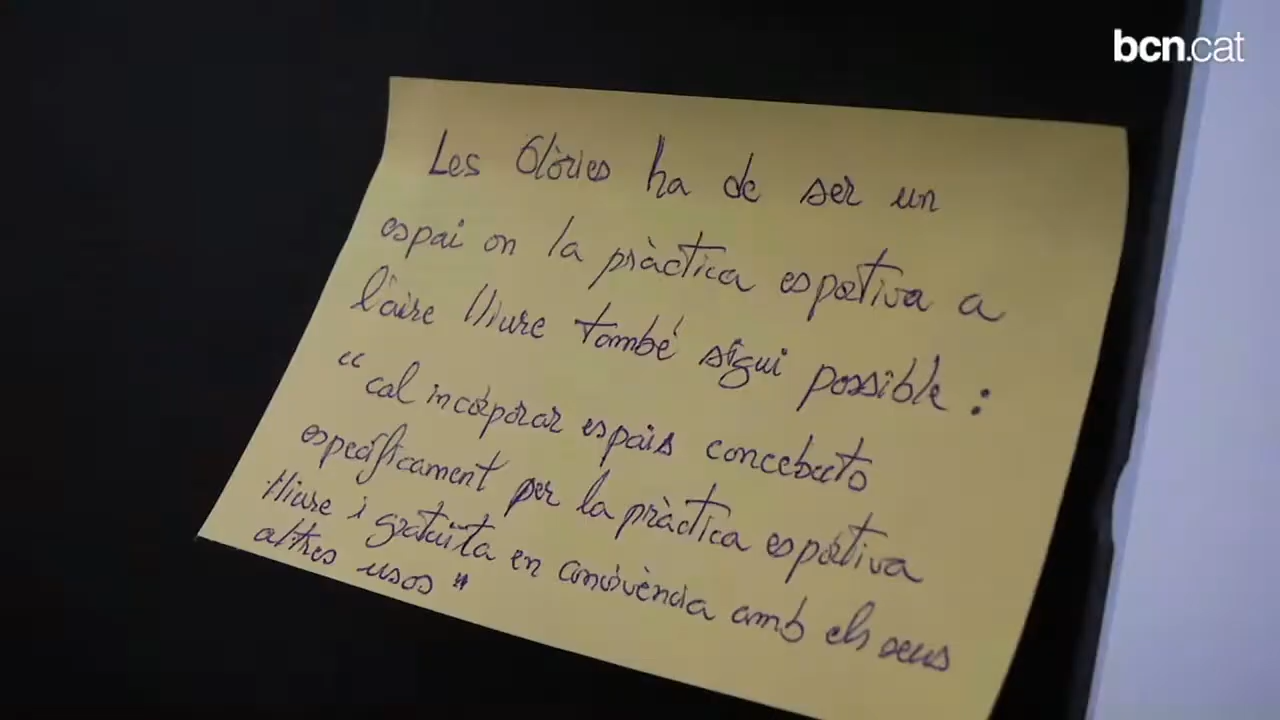 bcn.cat
Les Glòries ha de ser un
espai on la pràctica esportiva a
l'aire lliure també sigui possible :
"cal incorporar espais concebuts
específicament per la pràctica esportiva
lliure i gratuïta en convivència amb els seus
altres usos"